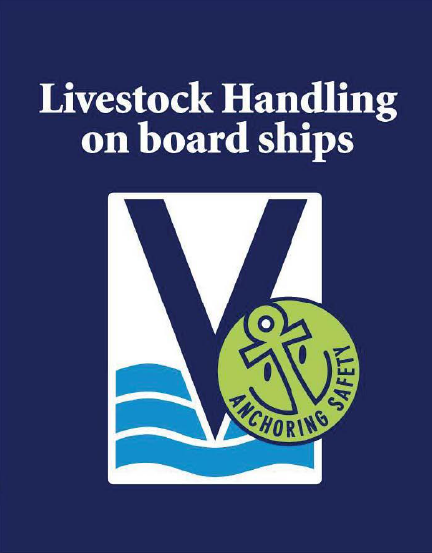 Livestock Handling
on board ships
V
ANCHORING SAFETY